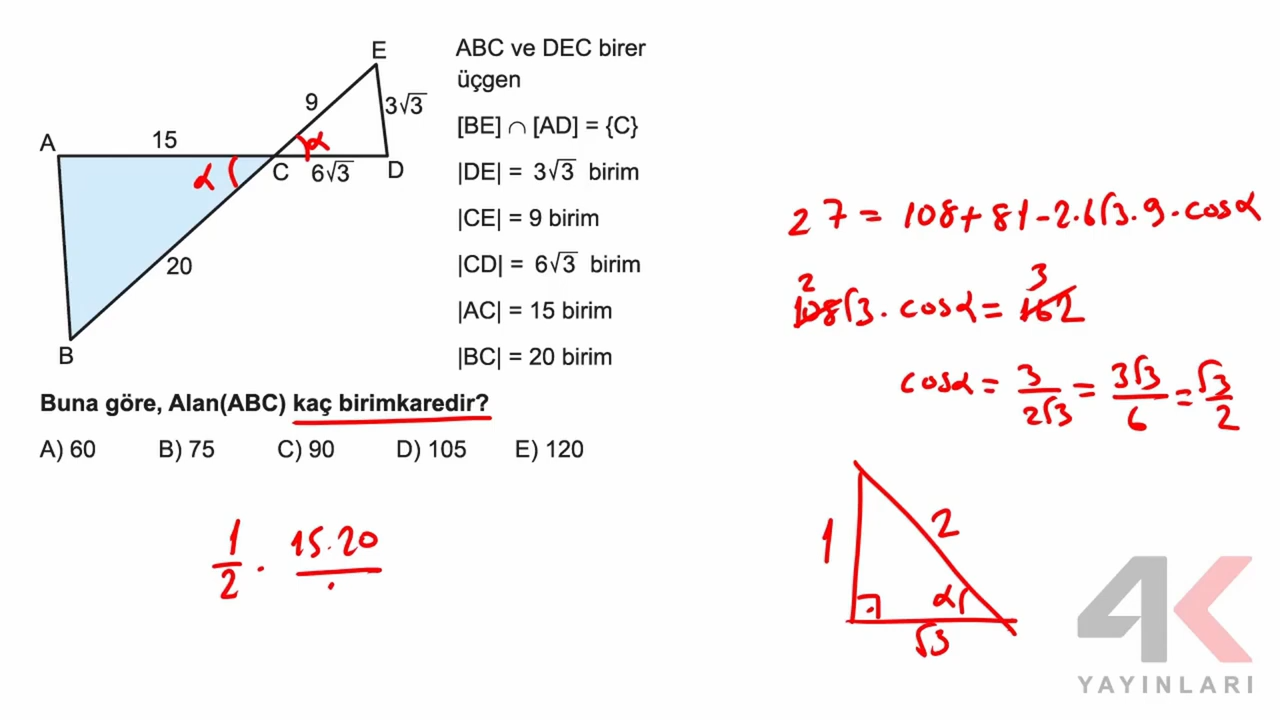 E
ABC ve DEC birer
üçgen
9
3√3
A
15
α
[BE] ∩ [AD] = {C}
α
C
6√3
D
|DE| = 3√3 birim
27 = 108 + 81 - 2.6√3.9.cosα
|CE| = 9 birim
20
|CD| = 6√3 birim
2 3
108√3 . cosα = 162
|AC| = 15 birim
B
|BC| = 20 birim
cosα = 3/2√3 = 3√3/6 = √3/2
Buna göre, Alan(ABC) kaç birimkaredir?
A) 60 B) 75 C) 90 D) 105 E) 120
1/2 . 15.20
1
2
α
√3
4K
YAYINLARI